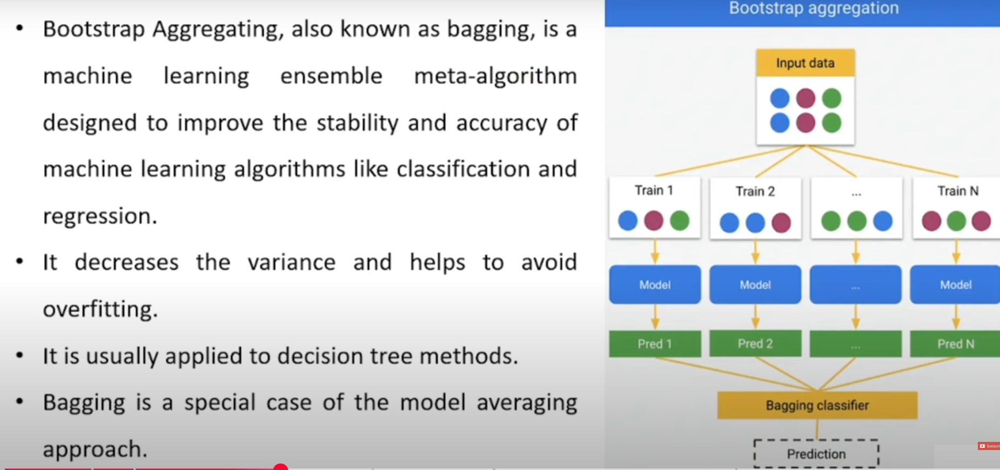 • Bootstrap Aggregating, also known as bagging, is a
machine learning ensemble meta-algorithm
designed to improve the stability and accuracy of
machine learning algorithms like classification and
regression.
• It decreases the variance and helps to avoid
overfitting.
• It is usually applied to decision tree methods.
• Bagging is a special case of the model averaging
approach.
Bootstrap aggregation
Input data
Train 1
Train 2
...
Train N
Model
Model
...
Model
Pred 1
Pred 2
...
Pred N
Bagging classifier
Prediction